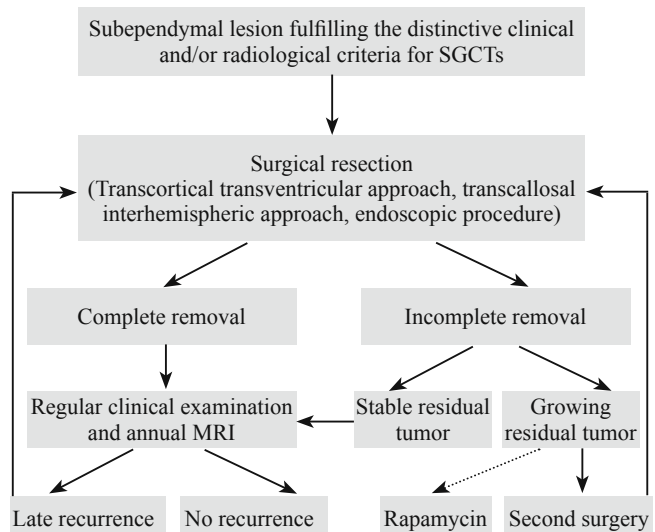 Subependymal lesion fulfilling the distinctive clinical
and/or radiological criteria for SGCTs
Surgical resection
(Transcortical transventricular approach, transcallosal
interhemispheric approach, endoscopic procedure)
Complete removal
Incomplete removal
Regular clinical examination
and annual MRI
Stable residual
tumor
Growing
residual tumor
Late recurrence
No recurrence
Rapamycin
Second surgery